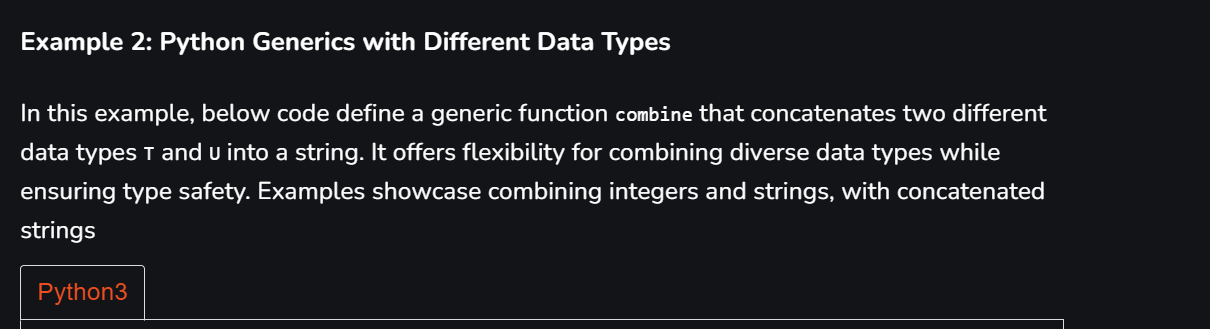 Example 2: Python Generics with Different Data Types
In this example, below code define a generic function combine that concatenates two different
data types T and U into a string. It offers flexibility for combining diverse data types while
ensuring type safety. Examples showcase combining integers and strings, with concatenated
strings
Python3